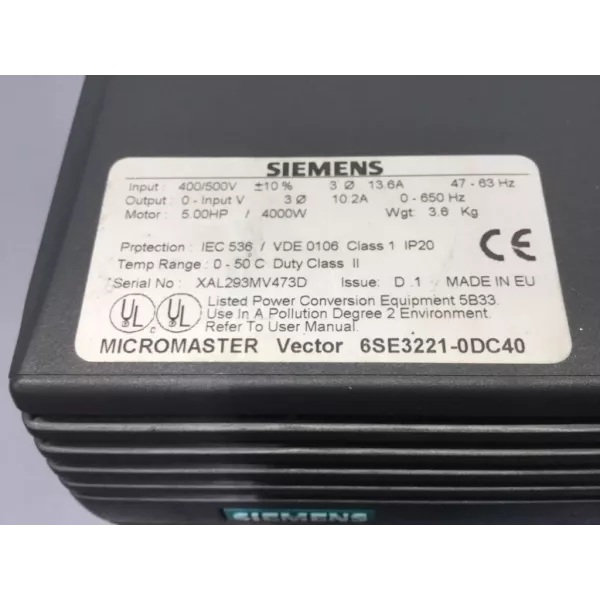 SIEMENS
Input : 400/500V ±10 % 3 Ø 13.6A 47 - 63 Hz
Output : 0 - Input V 3 Ø 10.2A 0 - 650 Hz
Motor : 5.00HP / 4000W Wgt 3.6 Kg
Protection : IEC 536 / VDE 0106 Class 1 IP20
Temp Range : 0 - 50 C Duty Class II
Serial No : XAL293MV473D Issue: D .1 MADE IN EU
CE
UL UL Listed Power Conversion Equipment 5B33.
Use In A Pollution Degree 2 Environment.
Refer To User Manual.
MICROMASTER Vector 6SE3221-0DC40
SIEMENS